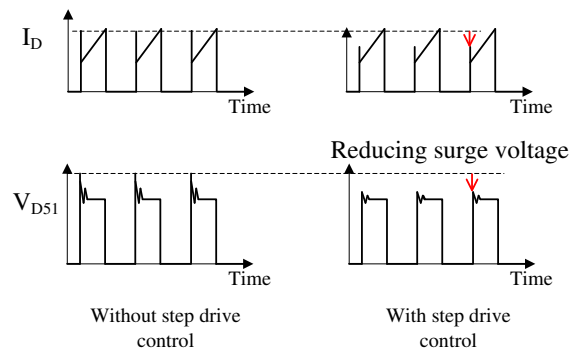 I_D
Time
Time
Reducing surge voltage
V_D51
Time
Time
Without step drive
control
With step drive
control